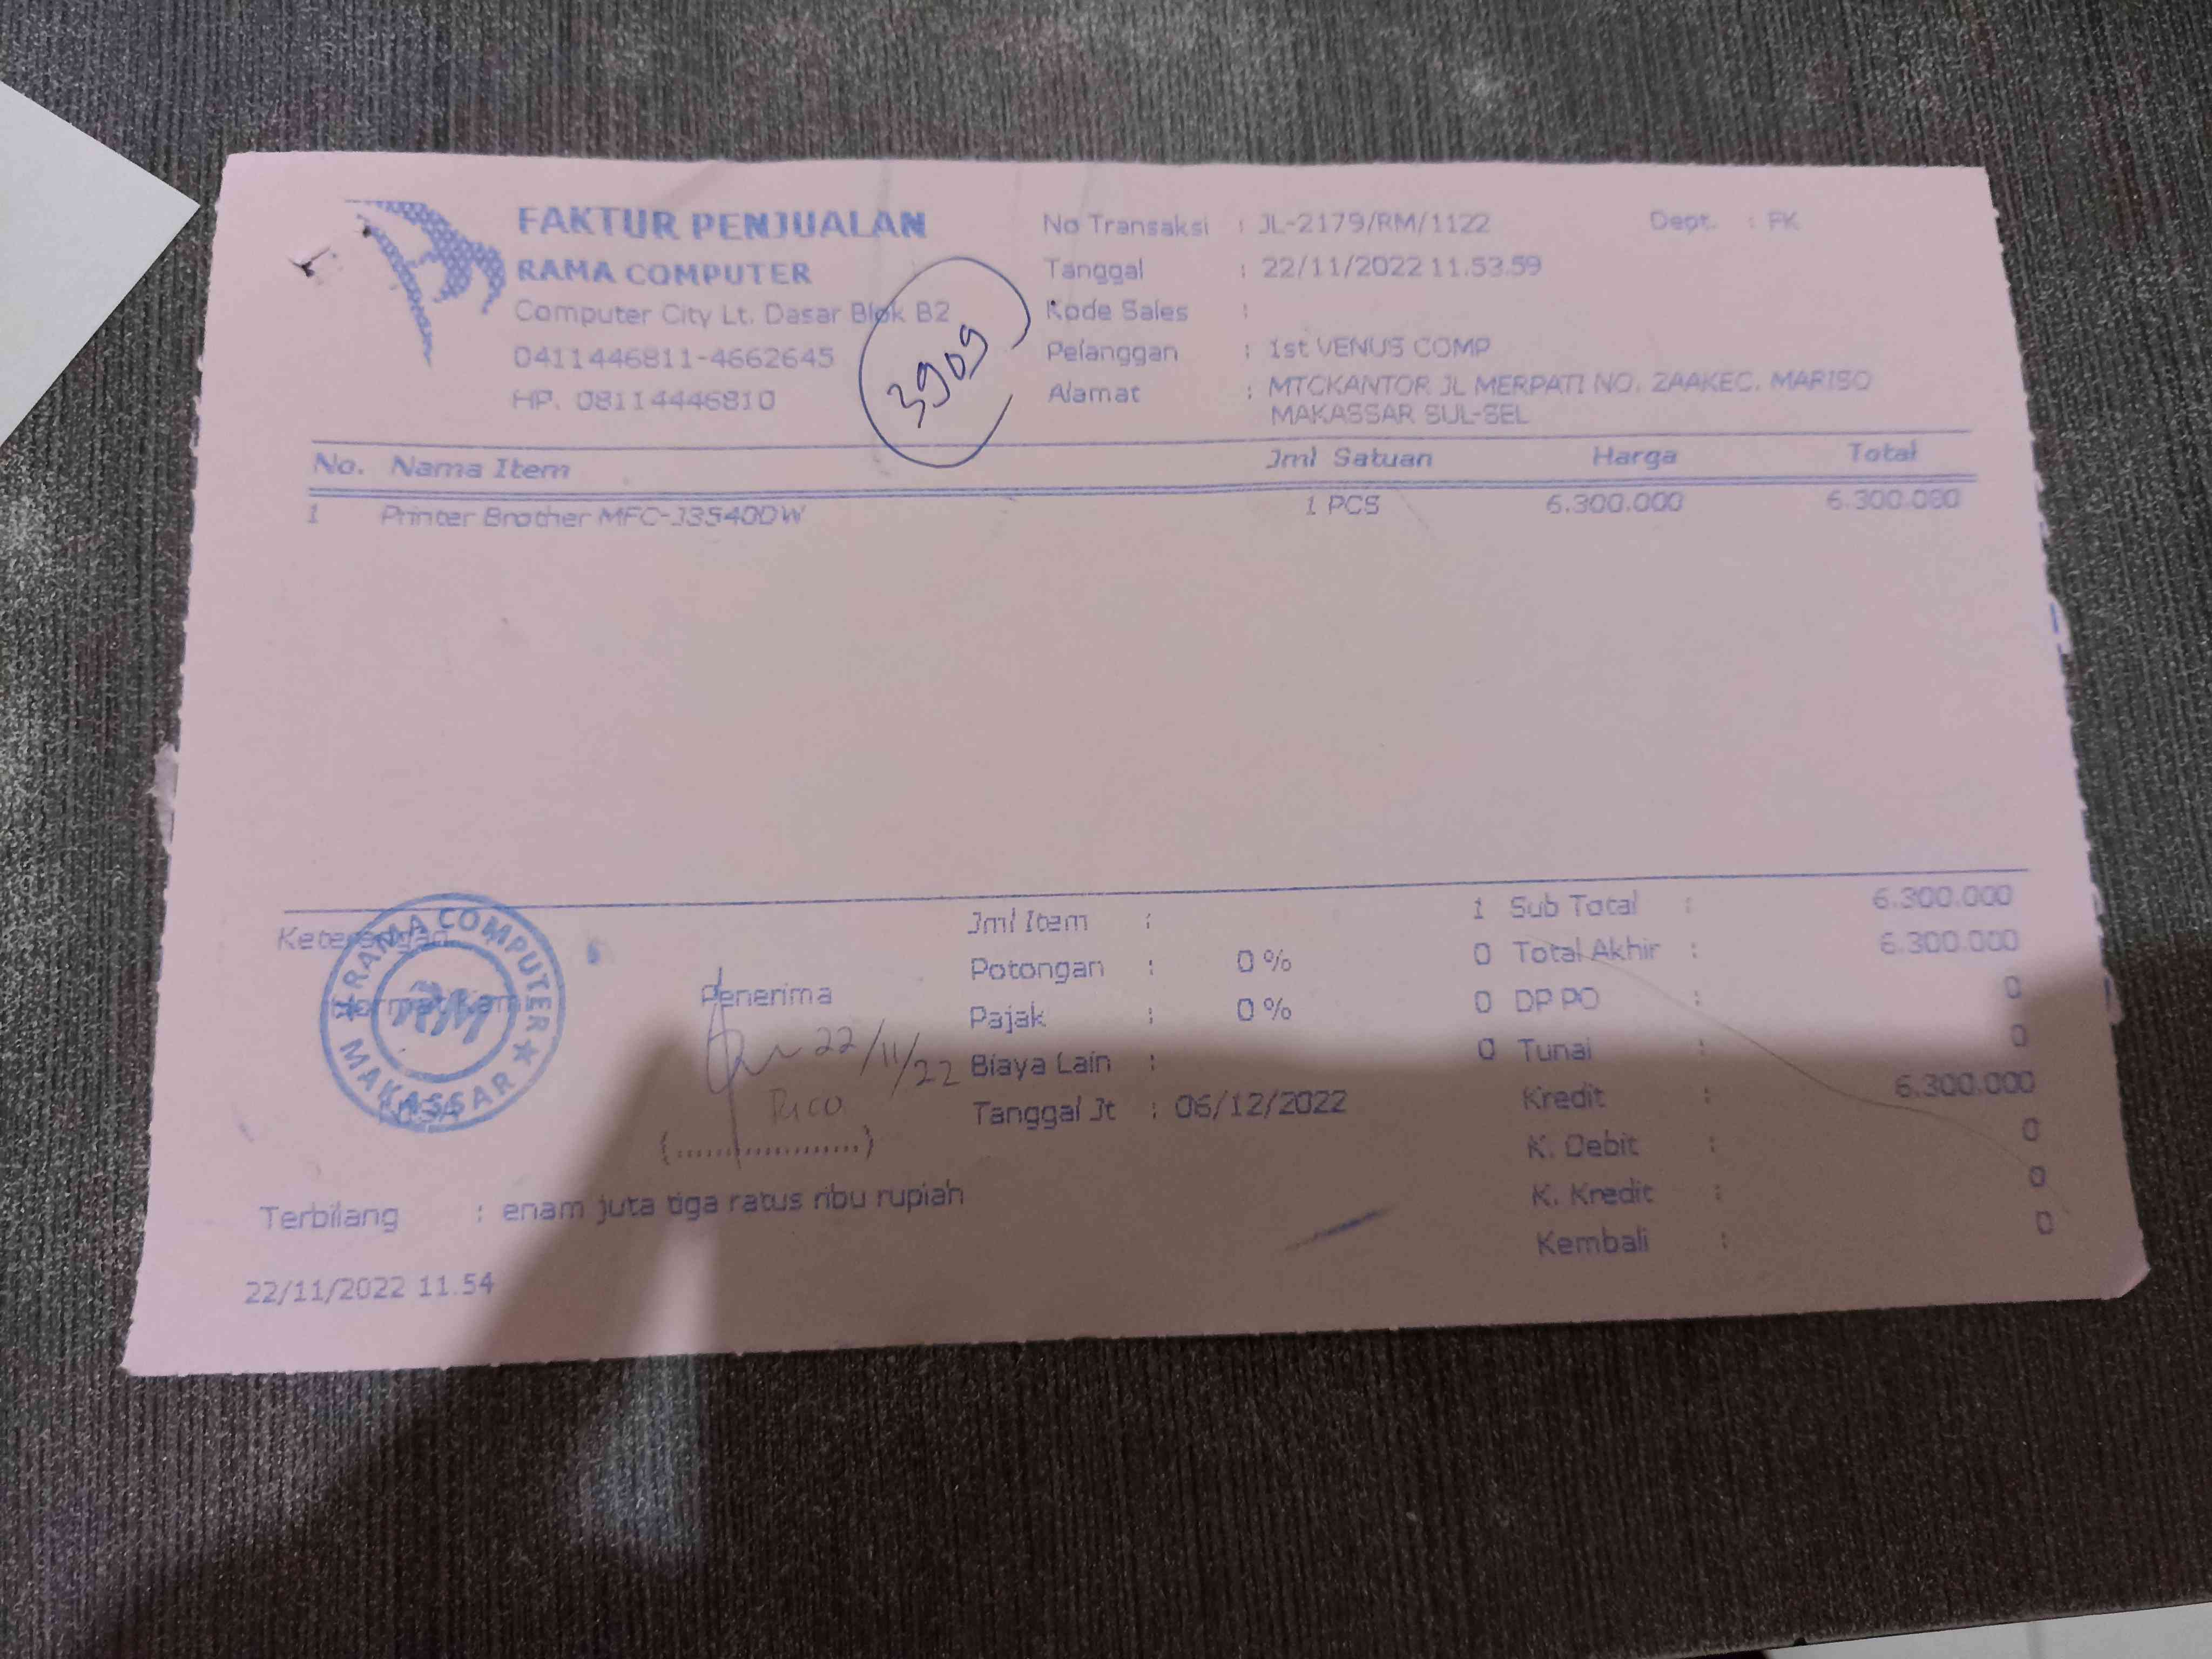 FAKTUR PENJUALAN
RAMA COMPUTER
Computer City Lt. Dasar Blok B2
0411446811-4662645
HP. 08114446810
3909
No Transaksi : JL-2179/RM/1122
Dept. : FK
Tanggal : 22/11/2022 11.53.59
Kode Sales :
Pelanggan : 1st VENUS COMP
Alamat : MTCKANTOR JL MERPATI NO. 2AAKEC. MARISO
MAKASSAR SUL-SEL
No. Nama Item Jml Satuan Harga Total
1 Printer Brother MFC-J3540DW 1 PCS 6.300.000 6.300.000
Keterangan
Hormat Kami
RAMA COMPUTER
RM
MAKASSAR
Penerima
22/11/22
Rico
(....................)
Jml Item : 1
Potongan : 0 % 0
Pajak : 0 % 0
Biaya Lain : 0
Tanggal Jt : 06/12/2022
Sub Total : 6.300.000
Total Akhir : 6.300.000
DP PO : 0
Tunai : 0
Kredit : 6.300.000
K. Debit : 0
K. Kredit : 0
Kembali : 0
Terbilang : enam juta tiga ratus ribu rupiah
22/11/2022 11.54